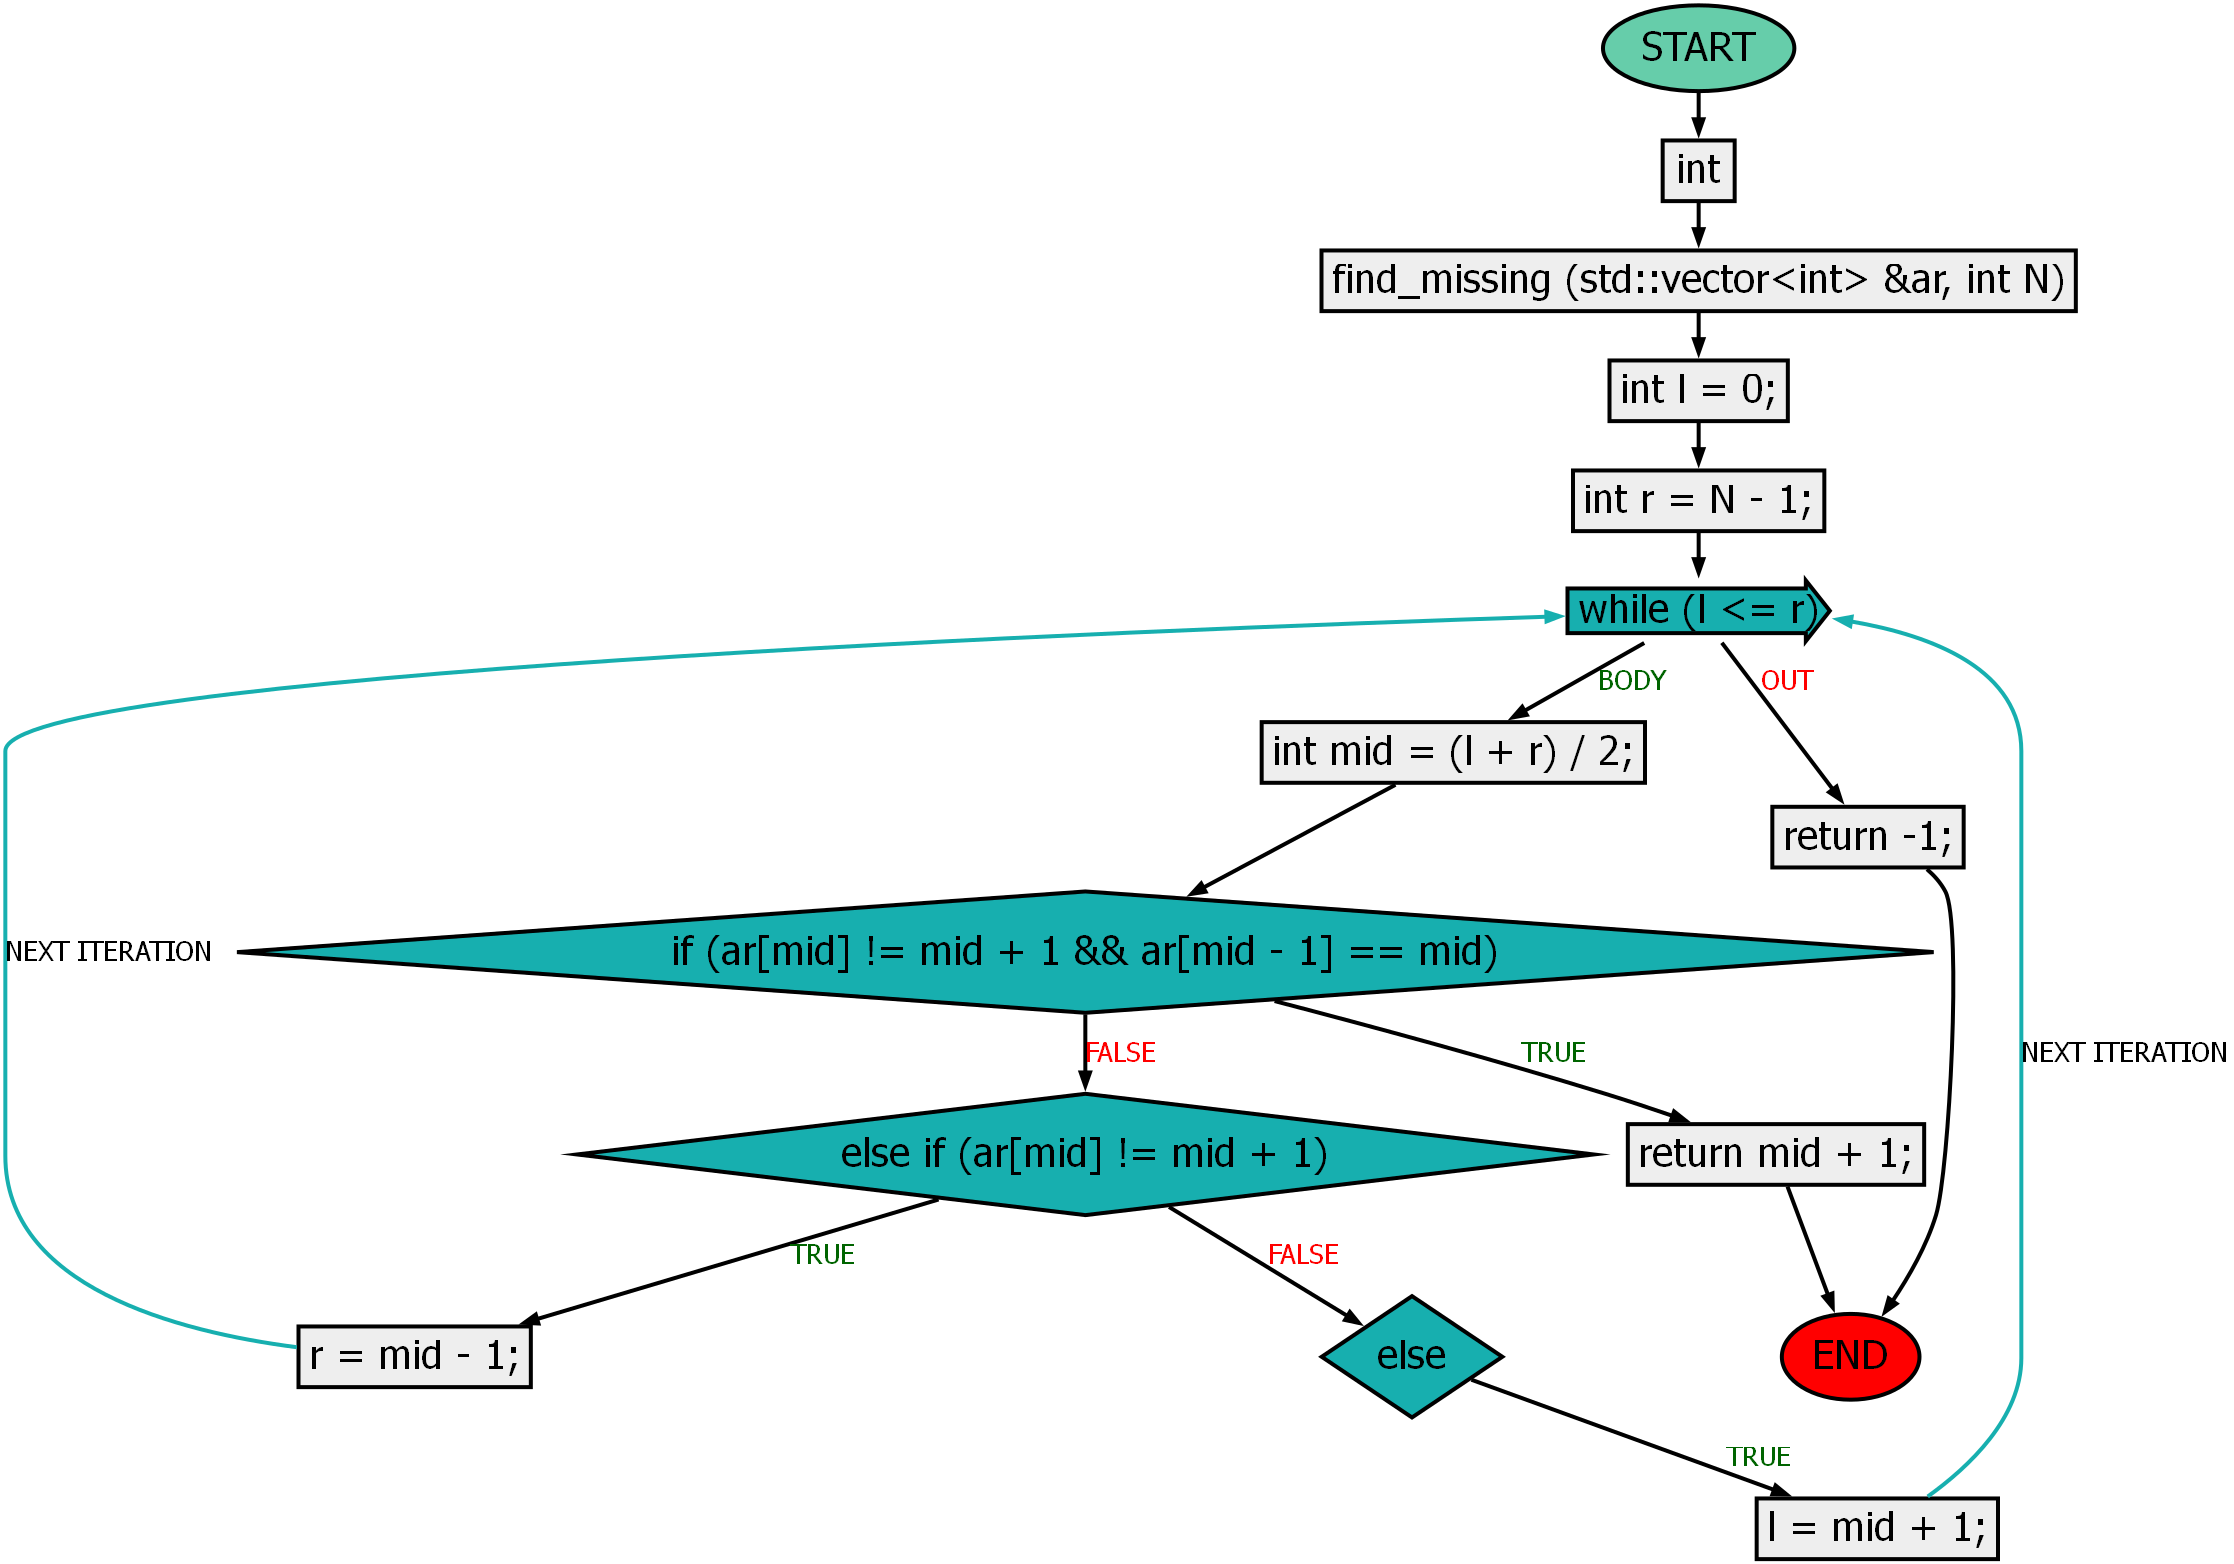 START
int
find_missing (std::vector<int> &ar, int N)
int l = 0;
int r = N - 1;
while (l <= r)
BODY
OUT
int mid = (l + r) / 2;
return -1;
NEXT ITERATION
if (ar[mid] != mid + 1 && ar[mid - 1] == mid)
FALSE
TRUE
NEXT ITERATION
else if (ar[mid] != mid + 1)
return mid + 1;
TRUE
FALSE
r = mid - 1;
else
END
TRUE
l = mid + 1;